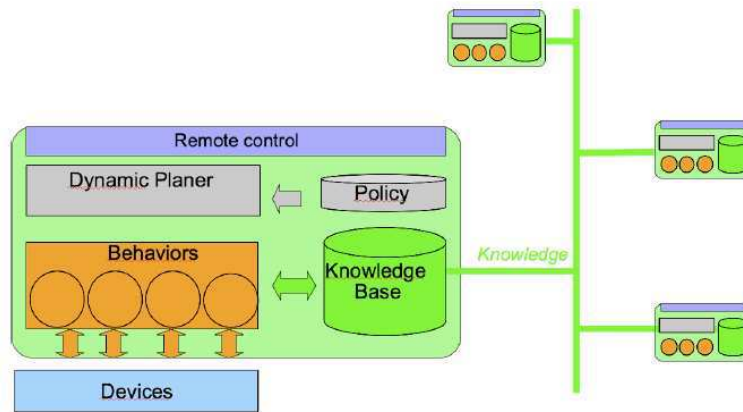 Remote control
Dynamic Planer
Policy
Behaviors
Knowledge
Base
Knowledge
Devices